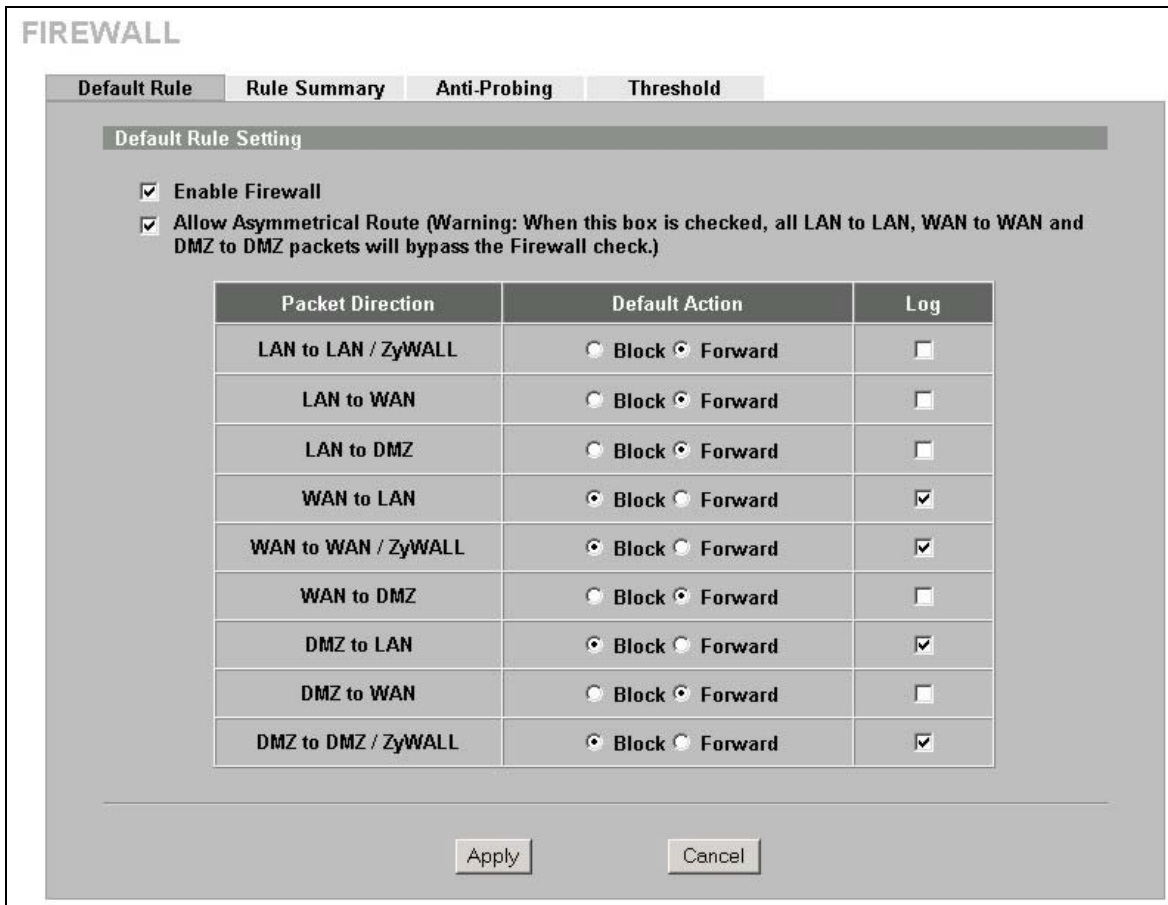 FIREWALL
Default Rule Rule Summary Anti-Probing Threshold
Default Rule Setting
Enable Firewall
Allow Asymmetrical Route (Warning: When this box is checked, all LAN to LAN, WAN to WAN and
DMZ to DMZ packets will bypass the Firewall check.)
Packet Direction Default Action Log
LAN to LAN / ZyWALL Block Forward
LAN to WAN Block Forward
LAN to DMZ Block Forward
WAN to LAN Block Forward
WAN to WAN / ZyWALL Block Forward
WAN to DMZ Block Forward
DMZ to LAN Block Forward
DMZ to WAN Block Forward
DMZ to DMZ / ZyWALL Block Forward
Apply Cancel